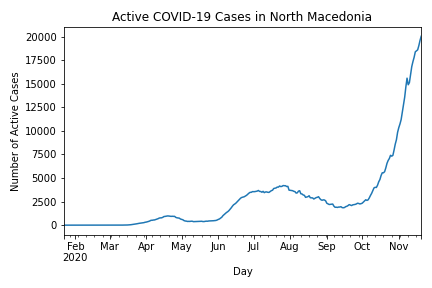 Active COVID-19 Cases in North Macedonia
Number of Active Cases
20000
17500
15000
12500
10000
7500
5000
2500
0
Feb Mar Apr May Jun Jul Aug Sep Oct Nov
2020
Day